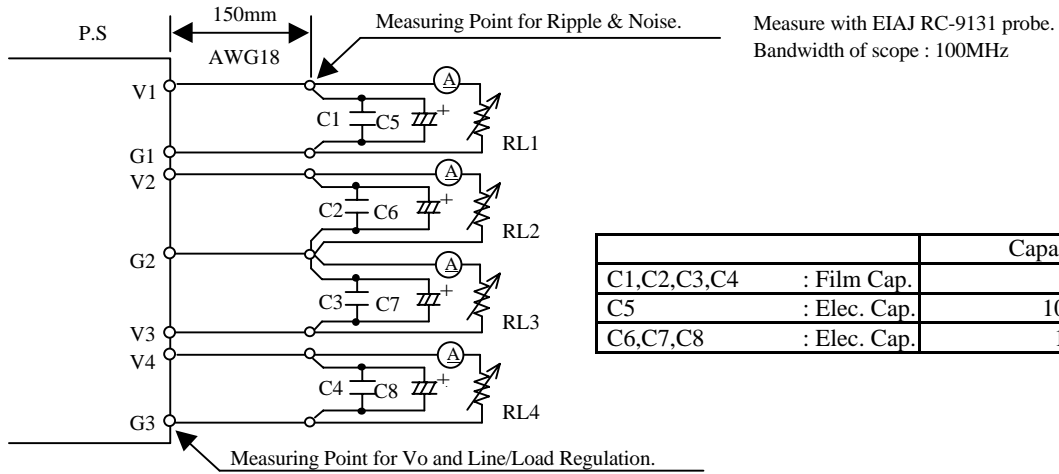 150mm
Measuring Point for Ripple & Noise.
Measure with EIAJ RC-9131 probe.
P.S
AWG18
Bandwidth of scope : 100MHz
V1
A
C1
C5
+
RL1
G1
V2
A
C2
C6
+
RL2
G2
A
C3
C7
+
RL3
V3
V4
A
C4
C8
+
RL4
G3
Measuring Point for Vo and Line/Load Regulation.
C1,C2,C3,C4 : Film Cap.
C5 : Elec. Cap.
C6,C7,C8 : Elec. Cap.